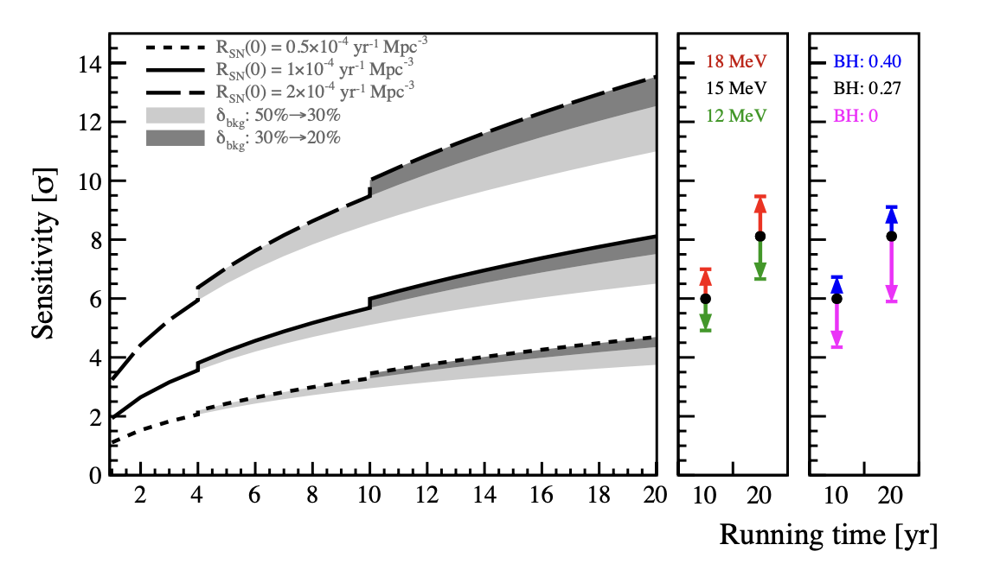 R_SN(0) = 0.5×10⁻⁴ yr⁻¹ Mpc⁻³
R_SN(0) = 1×10⁻⁴ yr⁻¹ Mpc⁻³
R_SN(0) = 2×10⁻⁴ yr⁻¹ Mpc⁻³
δ_bkg: 50%→30%
δ_bkg: 30%→20%
18 MeV
15 MeV
12 MeV
BH: 0.40
BH: 0.27
BH: 0
Sensitivity [σ]
14
12
10
8
6
4
2
0
2 4 6 8 10 12 14 16 18 20
10 20
10 20
Running time [yr]